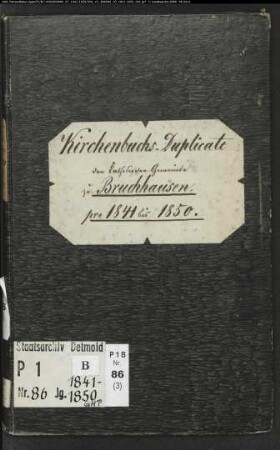 Kirchenbuchs-Duplicate
der katholischen Gemeinde
zu Bruchhausen
pro 1841 bis 1850.
Staatsarchiv Detmold
P 1
B
Nr. 86 Jg. 1841-
1850
P 1 B
Nr.
86
(3)